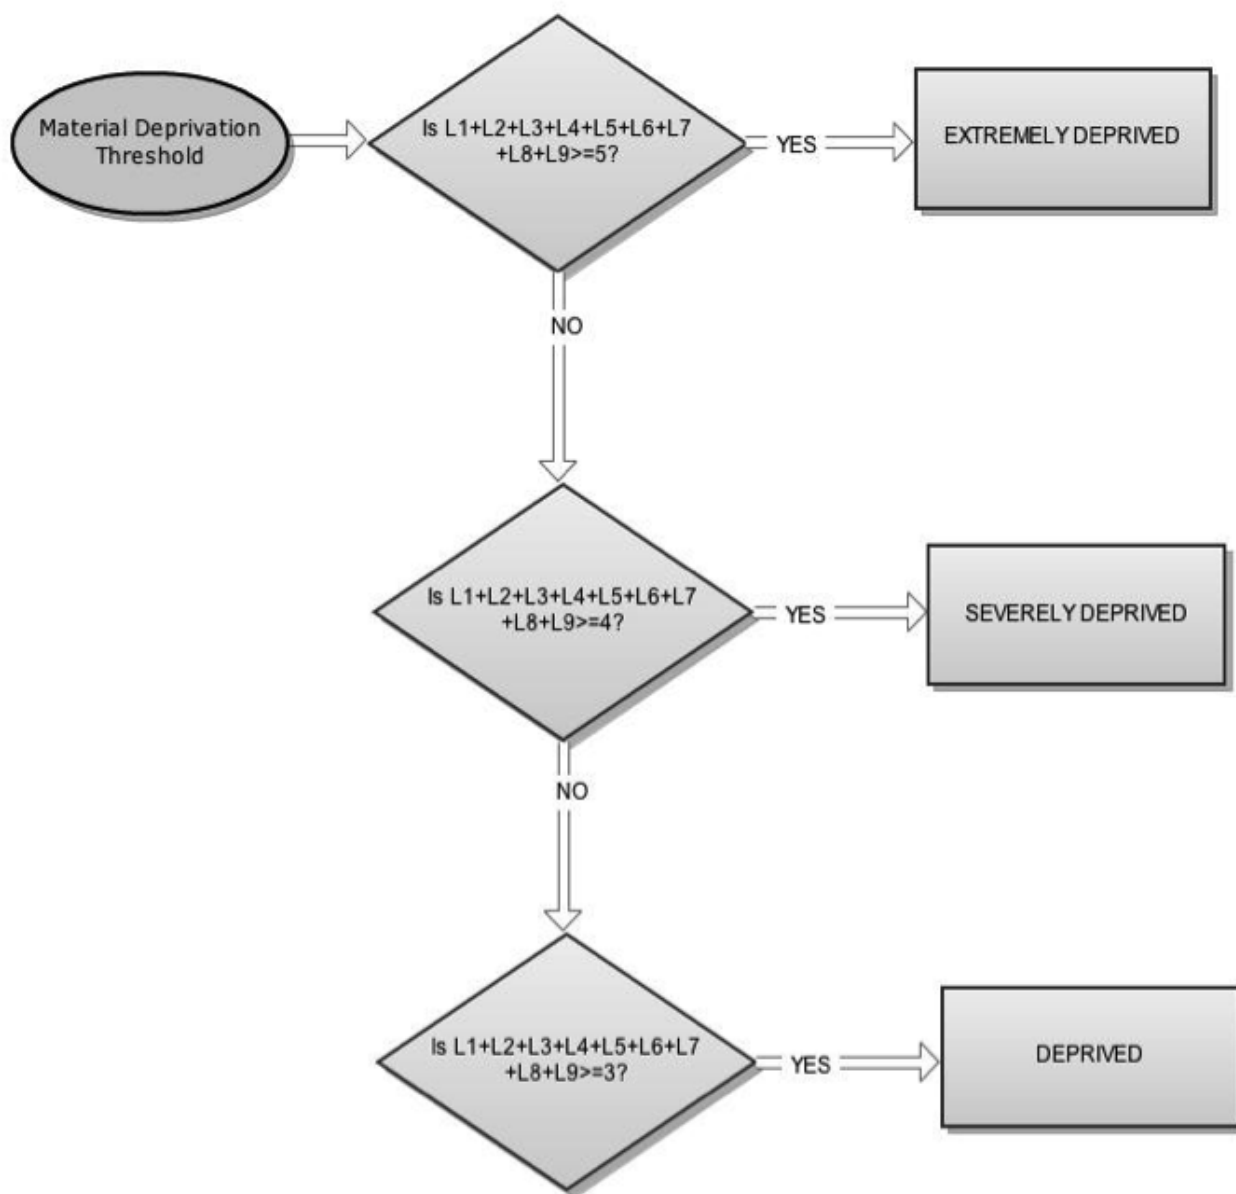 Material Deprivation
Threshold
Is L1+L2+L3+L4+L5+L6+L7
+L8+L9>=5?
YES
EXTREMELY DEPRIVED
NO
Is L1+L2+L3+L4+L5+L6+L7
+L8+L9>=4?
YES
SEVERELY DEPRIVED
NO
Is L1+L2+L3+L4+L5+L6+L7
+L8+L9>=3?
YES
DEPRIVED